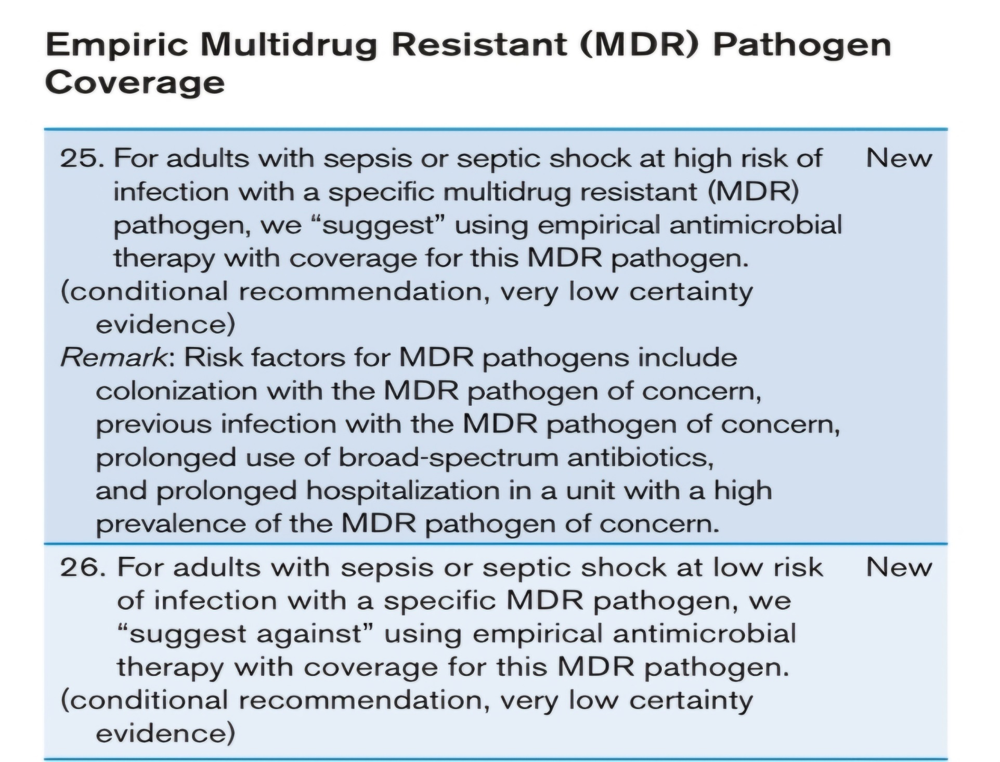 Empiric Multidrug Resistant (MDR) Pathogen
Coverage
25. For adults with sepsis or septic shock at high risk of New
infection with a specific multidrug resistant (MDR)
pathogen, we “suggest” using empirical antimicrobial
therapy with coverage for this MDR pathogen.
(conditional recommendation, very low certainty
evidence)
Remark: Risk factors for MDR pathogens include
colonization with the MDR pathogen of concern,
previous infection with the MDR pathogen of concern,
prolonged use of broad-spectrum antibiotics,
and prolonged hospitalization in a unit with a high
prevalence of the MDR pathogen of concern.
26. For adults with sepsis or septic shock at low risk New
of infection with a specific MDR pathogen, we
“suggest against” using empirical antimicrobial
therapy with coverage for this MDR pathogen.
(conditional recommendation, very low certainty
evidence)